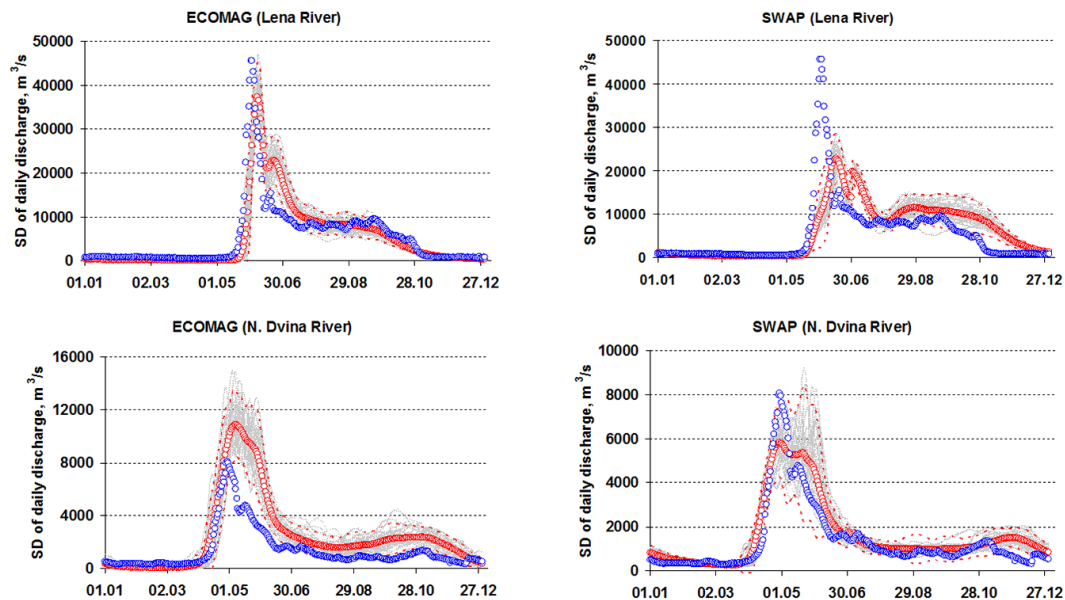 ECOMAG (Lena River)
SD of daily discharge, m³/s
50000
40000
30000
20000
10000
0
01.01 02.03 01.05 30.06 29.08 28.10 27.12
SWAP (Lena River)
SD of daily discharge, m³/s
50000
40000
30000
20000
10000
0
01.01 02.03 01.05 30.06 29.08 28.10 27.12
ECOMAG (N. Dvina River)
SD of daily discharge, m³/s
16000
12000
8000
4000
0
01.01 02.03 01.05 30.06 29.08 28.10 27.12
SWAP (N. Dvina River)
SD of daily discharge, m³/s
10000
8000
6000
4000
2000
0
01.01 02.03 01.05 30.06 29.08 28.10 27.12